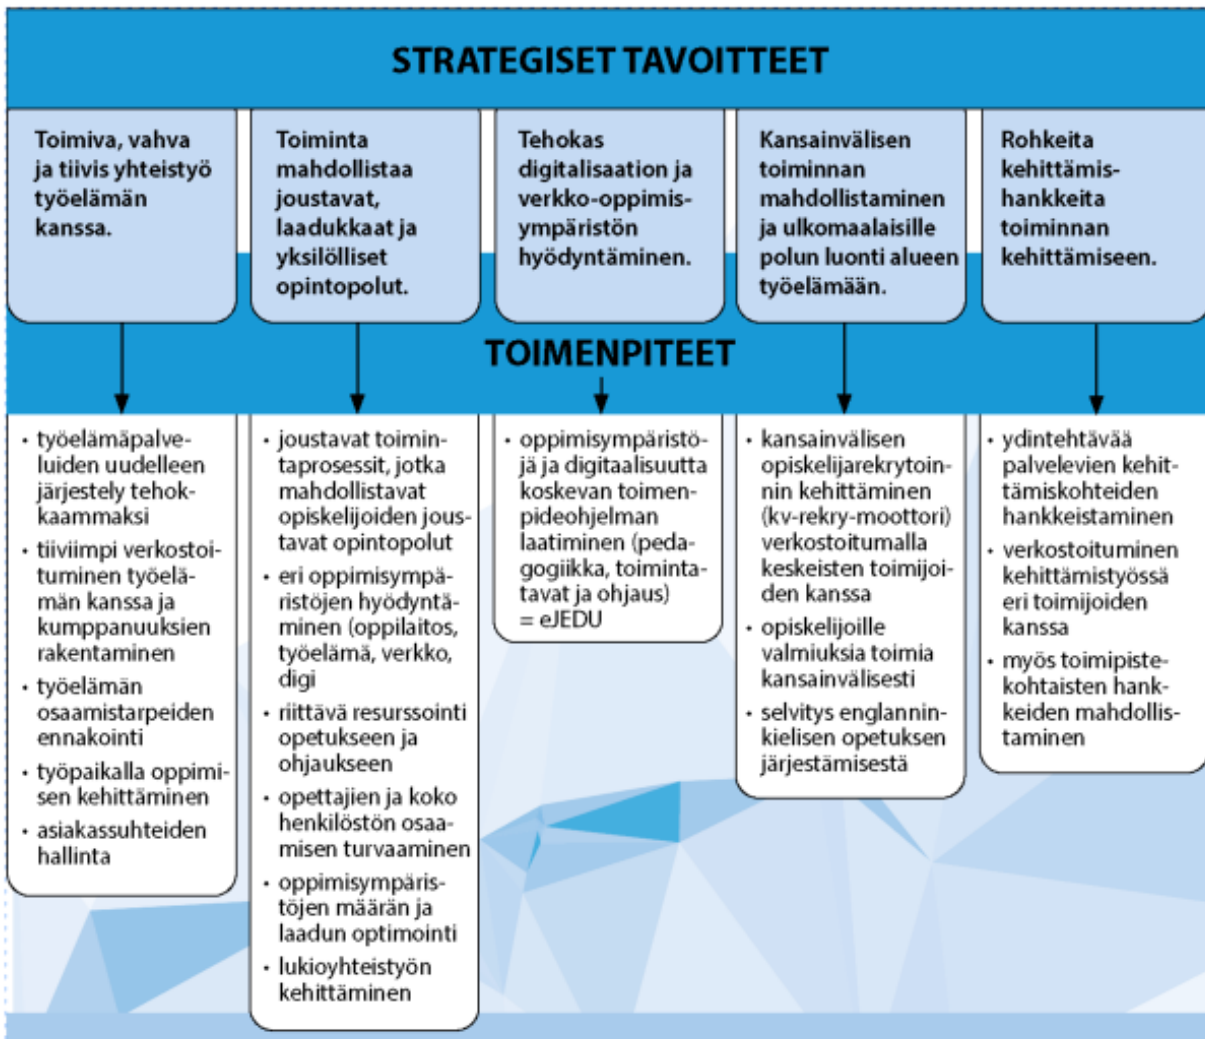 STRATEGISET TAVOITTEET
Toimiva, vahva
ja tiivis yhteistyö
työelämän
kanssa.
Toiminta
mahdollistaa
joustavat,
laadukkaat ja
yksilölliset
opintopolut.
Tehokas
digitalisaation ja
verkko-oppimis-
ympäristön
hyödyntäminen.
Kansainvälisen
toiminnan
mahdollistaminen
ja ulkomaalaisille
polun luonti alueen
työelämään.
Rohkeita
kehittämis-
hankkeita
toiminnan
kehittämiseen.
TOIMENPITEET
• työelämäpalve-
luiden uudelleen
järjestely tehok-
kaammaksi
• tiiviimpi verkostoi-
tuminen työelä-
män kanssa ja
kumppanuuksien
rakentaminen
• työelämän
osaamistarpeiden
ennakointi
• työpaikalla oppimi-
sen kehittäminen
• asiakassuhteiden
hallinta
• joustavat toimin-
taprosessit, jotka
mahdollistavat
opiskelijoiden jous-
tavat opintopolut
• eri oppimisympä-
ristöjen hyödyntä-
minen (oppilaitos,
työelämä, verkko,
digi
• riittävä resurssointi
opetukseen ja
ohjaukseen
• opettajien ja koko
henkilöstön osaa-
misen turvaaminen
• oppimisympäris-
töjen määrän ja
laadun optimointi
• lukioyhteistyön
kehittäminen
• oppimisympäristö-
jä ja digitaalisuutta
koskevan toimen-
pideohjelman
laatiminen (peda-
gogiikka, toiminta-
tavat ja ohjaus)
= eJEDU
• kansainvälisen
opiskelijarekrytoin-
nin kehittäminen
(kv-rekry-moottori)
verkostoitumalla
keskeisten toimijoi-
den kanssa
• opiskelijoille
valmiuksia toimia
kansainvälisesti
• selvitys englannin-
kielisen opetuksen
järjestämisestä
• ydintehtävää
palvelevien kehit-
tämiskohteiden
hankkeistaminen
• verkostoituminen
kehittämistyössä
eri toimijoiden
kanssa
• myös toimipiste-
kohtaisten hank-
keiden mahdollis-
taminen